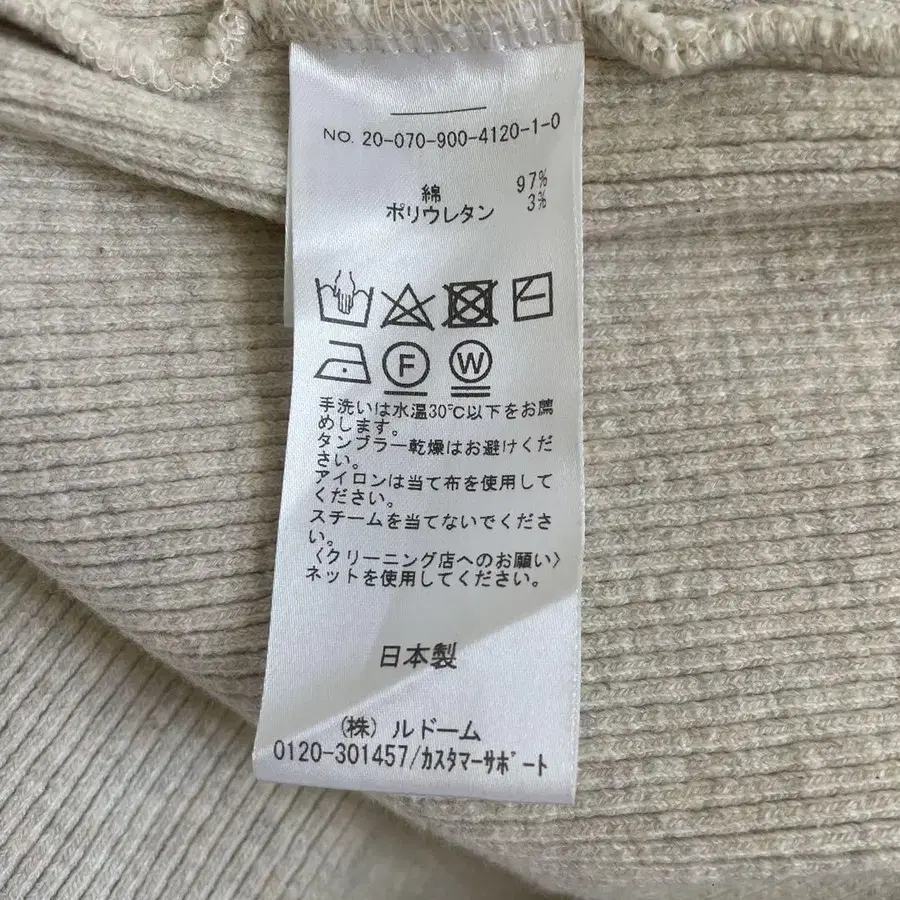 NO. 20-070-900-4120-1-0
綿 97%
ポリウレタン 3%
F W
手洗いは水温30℃以下をお薦
めします。
タンブラー乾燥はお避けくだ
さい。
アイロンは当て布を使用して
ください。
スチームを当てないでくださ
い。
〈クリーニング店へのお願い〉
ネットを使用してください。
日本製
(株) ルドーム
0120-301457/カスタマーサポート